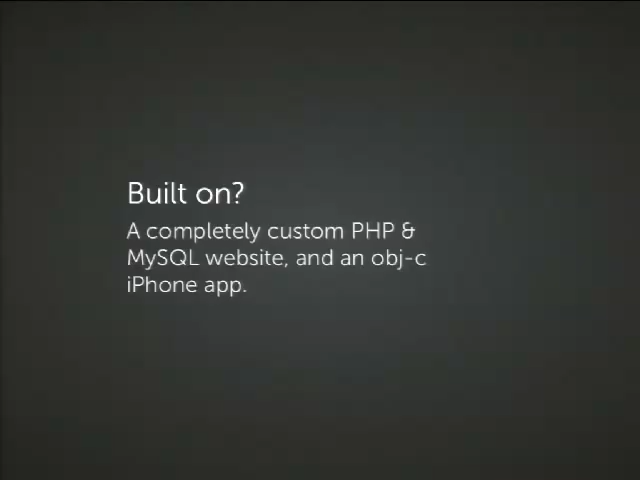 Built on?
A completely custom PHP &
MySQL website, and an obj-c
iPhone app.